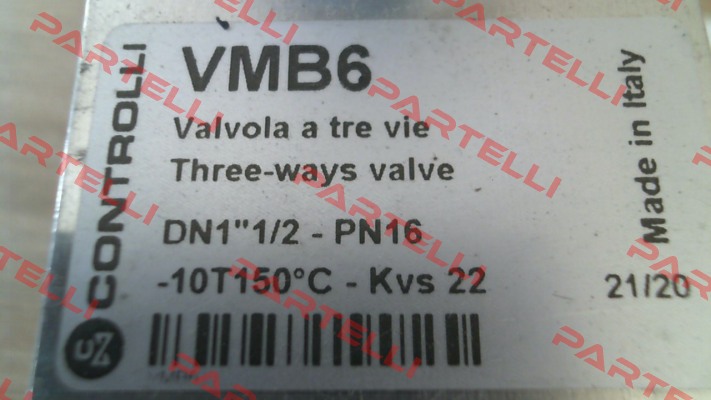 CONTROLLI
VMB6
Valvola a tre vie
Three-ways valve
DN1"1/2 - PN16
-10T150°C - Kvs 22
Made in Italy
21/20
PARTELLI
PARTELLI
PARTELLI
PARTELLI
PARTELLI
PARTELLI